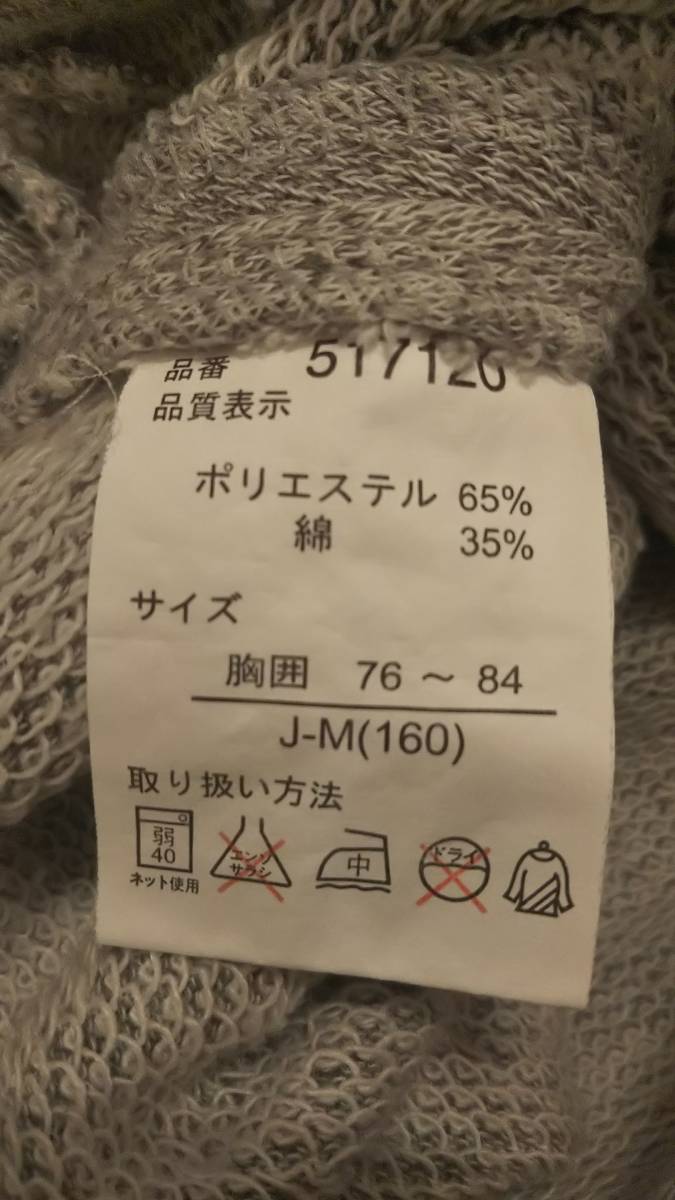 品番 517120
品質表示
ポリエステル 65%
綿 35%
サイズ
胸囲 76 ~ 84
J-M(160)
取り扱い方法
弱
40
ネット使用
エンソ
サラシ
中
ドライ